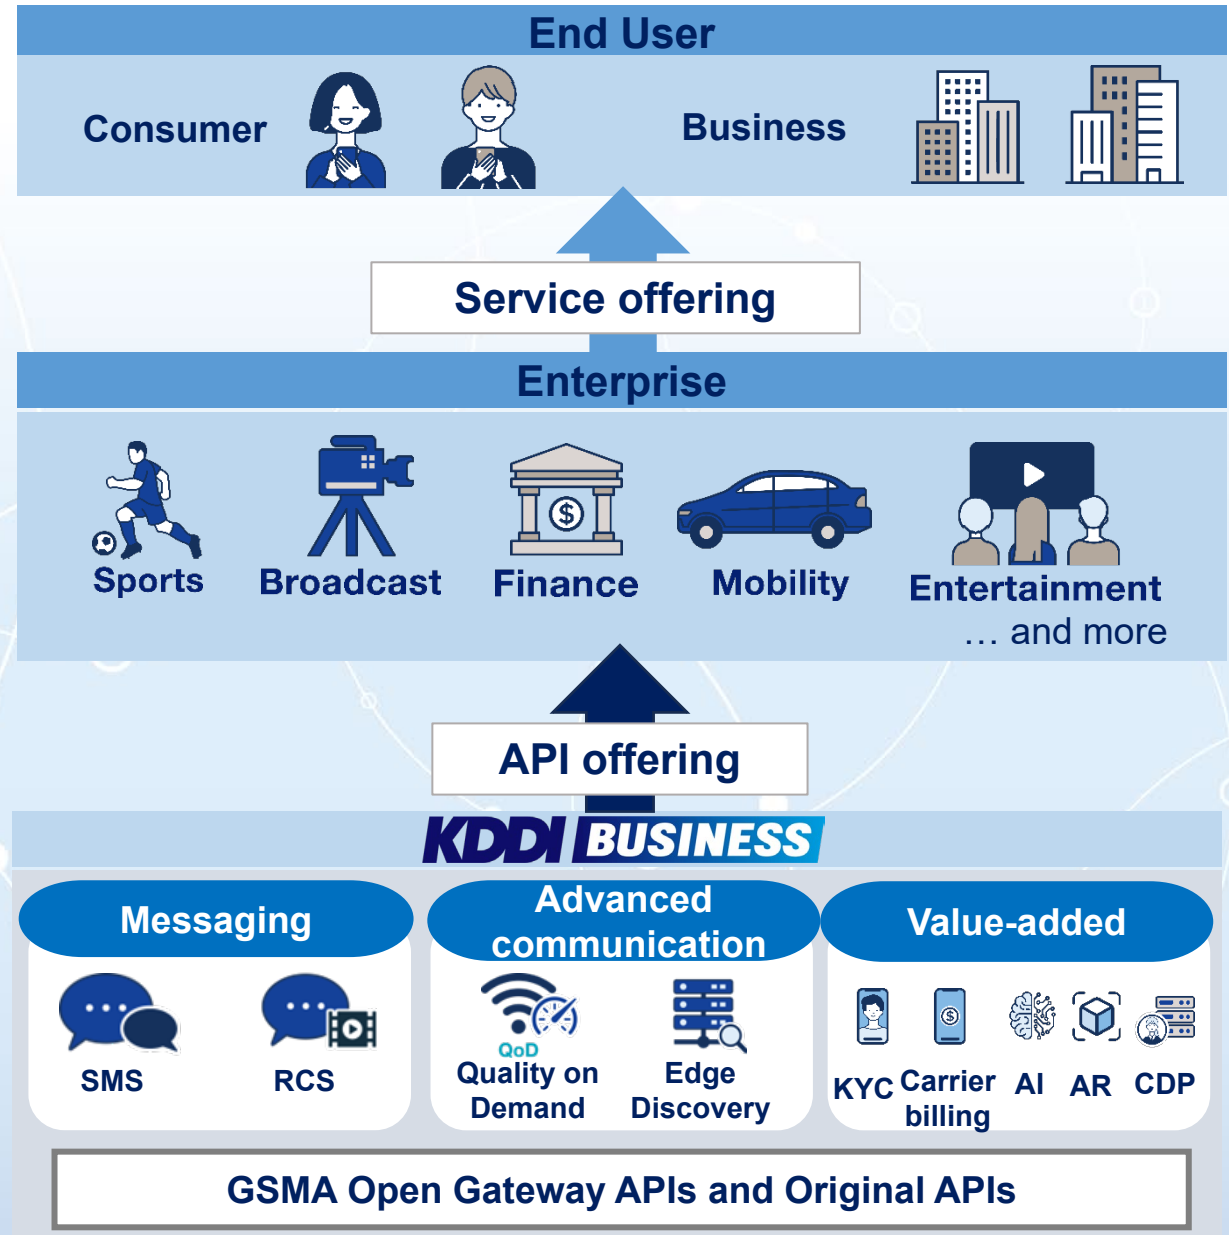 End User
Consumer
Business
Service offering
Enterprise
$
Sports
Broadcast
Finance
Mobility
Entertainment
… and more
API offering
KDDI BUSINESS
Messaging
Advanced
communication
Value-added
QoD
$
SMS
RCS
Quality on
Demand
Edge
Discovery
KYC
Carrier
billing
AI
AR
CDP
GSMA Open Gateway APIs and Original APIs